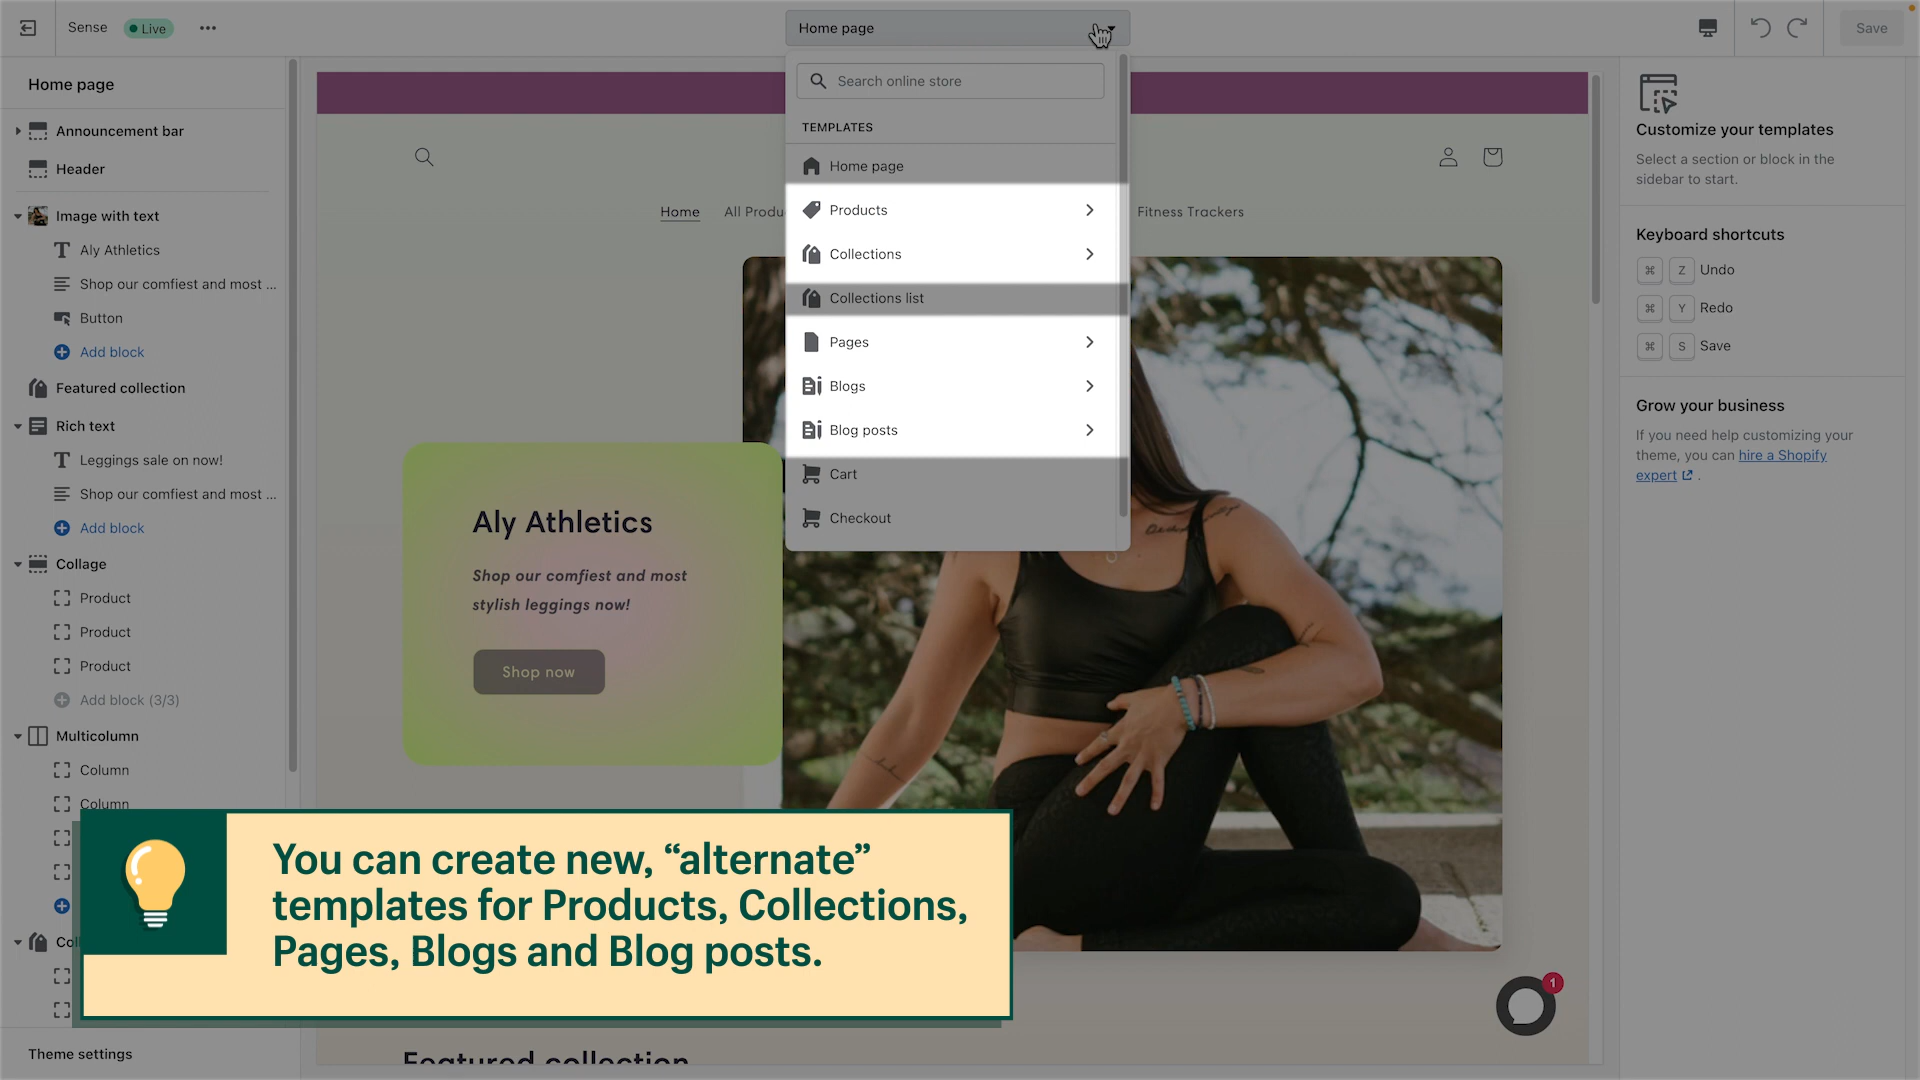 Sense
Live
Home page
Save
Home page
Announcement bar
Header
Image with text
Aly Athletics
Shop our comfiest and most ...
Button
Add block
Featured collection
Rich text
Leggings sale on now!
Shop our comfiest and most ...
Add block
Collage
Product
Product
Product
Add block (3/3)
Multicolumn
Column
Column
Theme settings
Search online store
TEMPLATES
Home page
Products
Collections
Collections list
Pages
Blogs
Blog posts
Cart
Checkout
Home
All Produ
Fitness Trackers
Aly Athletics
Shop our comfiest and most
stylish leggings now!
Shop now
Featured collection
You can create new, “alternate”
templates for Products, Collections,
Pages, Blogs and Blog posts.
1
Customize your templates
Select a section or block in the
sidebar to start.
Keyboard shortcuts
⌘ Z Undo
⌘ Y Redo
⌘ S Save
Grow your business
If you need help customizing your
theme, you can hire a Shopify
expert .